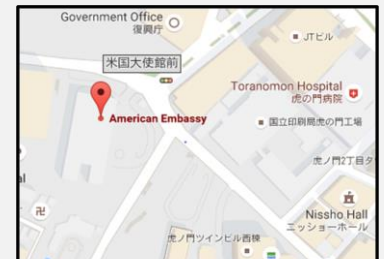 Government Office
復興庁
JTビル
米国大使館前
Toranomon Hospital
虎の門病院
American Embassy
国立印刷局虎の門工場
虎ノ門2丁目タ
al
卍
Nissho Hall
ニッショーホール
虎ノ門ツインビル西棟